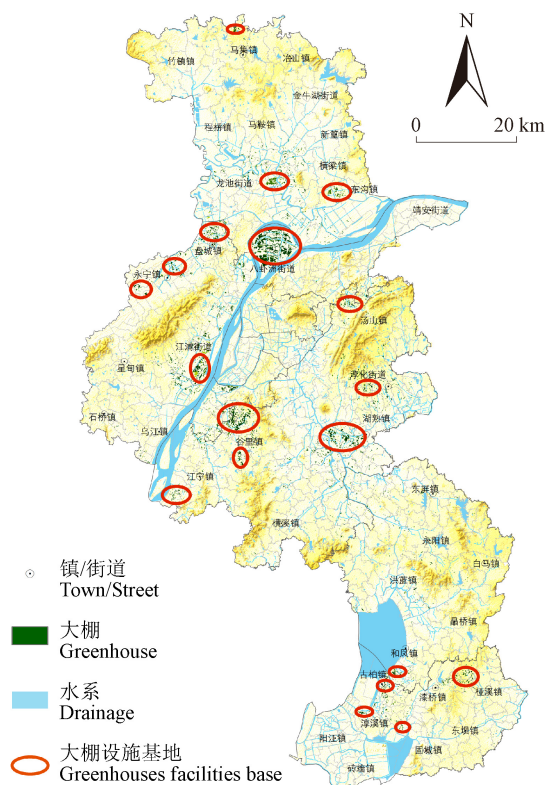 N
0 20 km
马集镇
竹镇镇
冶山镇
金牛湖街道
程桥镇
马鞍镇
新篁镇
横梁镇
龙池街道
东沟镇
靖安街道
盘城镇
八卦洲街道
永宁镇
汤山镇
江浦街道
星甸镇
淳化街道
石桥镇
乌江镇
湖熟镇
谷里镇
江宁镇
东屏镇
横溪镇
白马镇
洪蓝镇
晶桥镇
和凤镇
古柏镇
漆桥镇
桠溪镇
淳溪镇
东坝镇
阳江镇
固城镇
砖墙镇
镇/街道
Town/Street
大棚
Greenhouse
水系
Drainage
大棚设施基地
Greenhouses facilities base